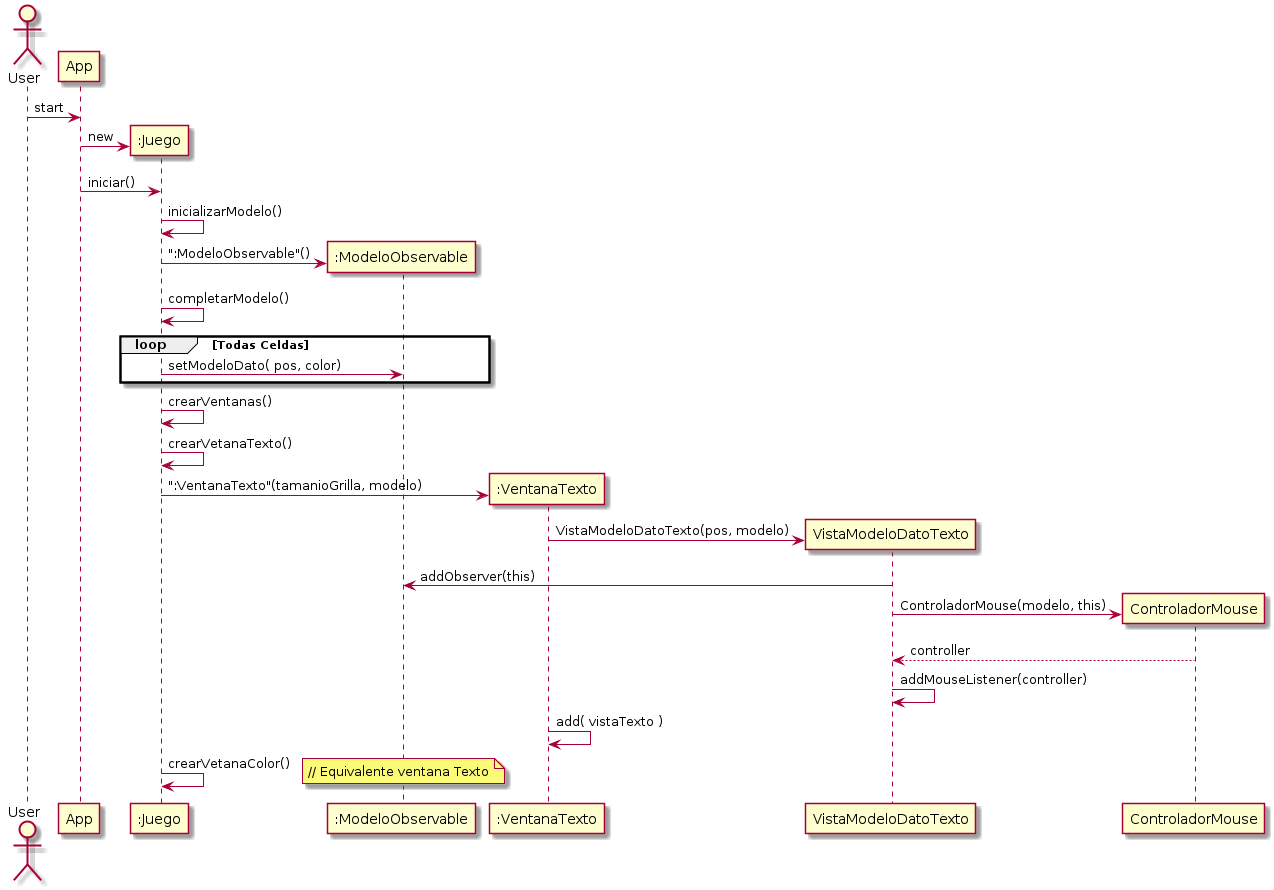 User
App
start
new
:Juego
iniciar()
inicializarModelo()
":ModeloObservable"()
:ModeloObservable
completarModelo()
loop [Todas Celdas]
setModeloDato( pos, color)
crearVentanas()
crearVetanaTexto()
":VentanaTexto"(tamanioGrilla, modelo)
:VentanaTexto
VistaModeloDatoTexto(pos, modelo)
VistaModeloDatoTexto
addObserver(this)
ControladorMouse(modelo, this)
ControladorMouse
controller
addMouseListener(controller)
add( vistaTexto )
crearVetanaColor()
// Equivalente ventana Texto
User
App
:Juego
:ModeloObservable
:VentanaTexto
VistaModeloDatoTexto
ControladorMouse